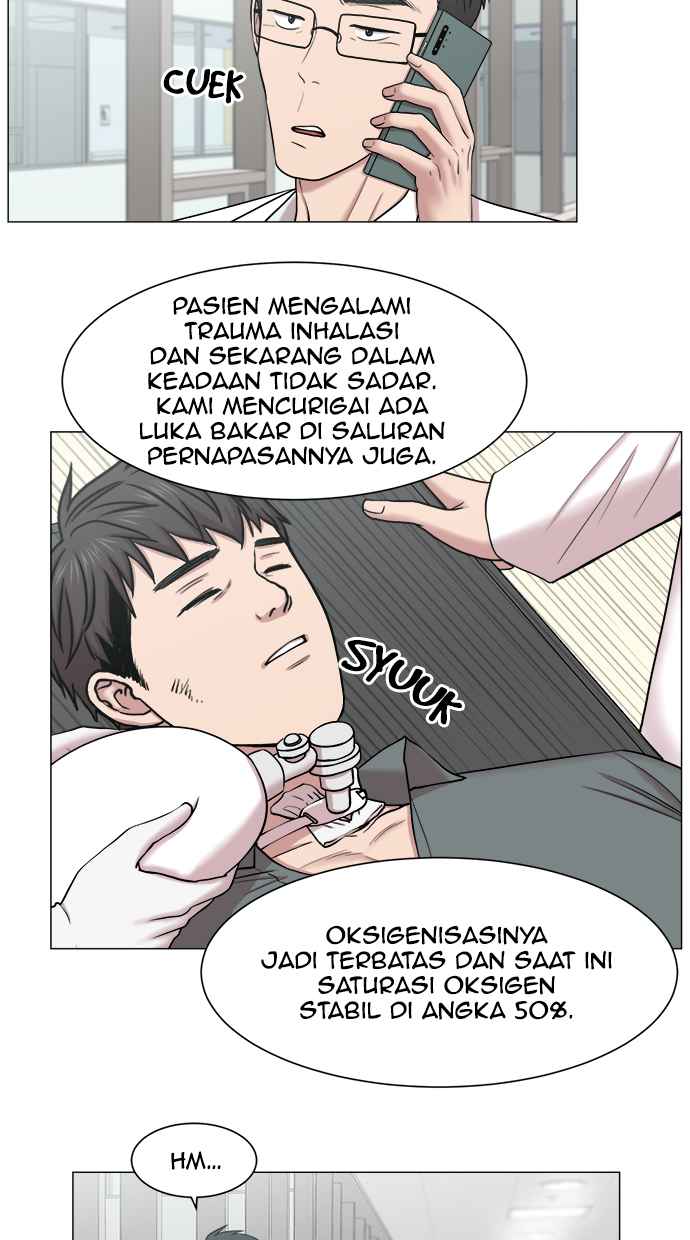 CUEK
PASIEN MENGALAMI
TRAUMA INHALASI
DAN SEKARANG DALAM
KEADAAN TIDAK SADAR.
KAMI MENCURIGAI ADA
LUKA BAKAR DI SALURAN
PERNAPASANNYA JUGA.
SYUUK
OKSIGENISASINYA
JADI TERBATAS DAN SAAT INI
SATURASI OKSIGEN
STABIL DI ANGKA 50%.
HM...